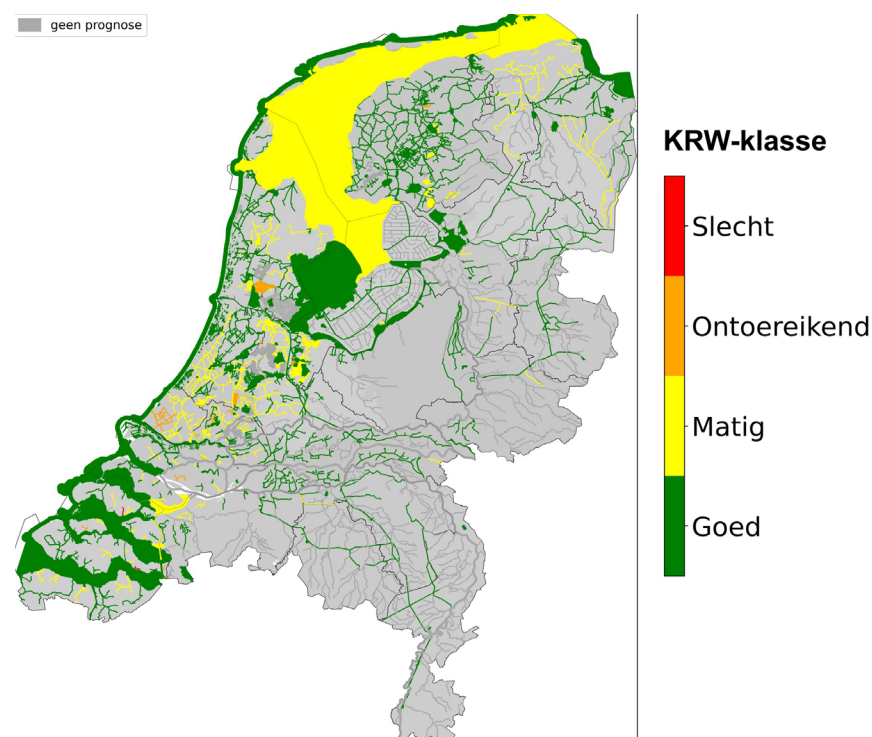 geen prognose
KRW-klasse
Slecht
Ontoereikend
Matig
Goed